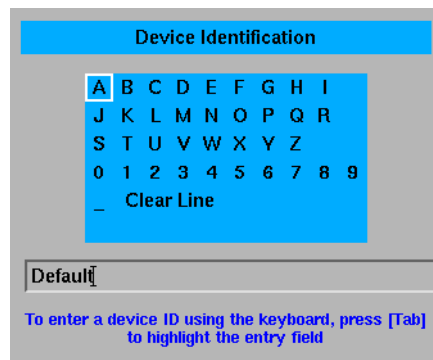 Device Identification
A B C D E F G H I
J K L M N O P Q R
S T U V W X Y Z
0 1 2 3 4 5 6 7 8 9
_ Clear Line
Default
To enter a device ID using the keyboard, press [Tab]
to highlight the entry field